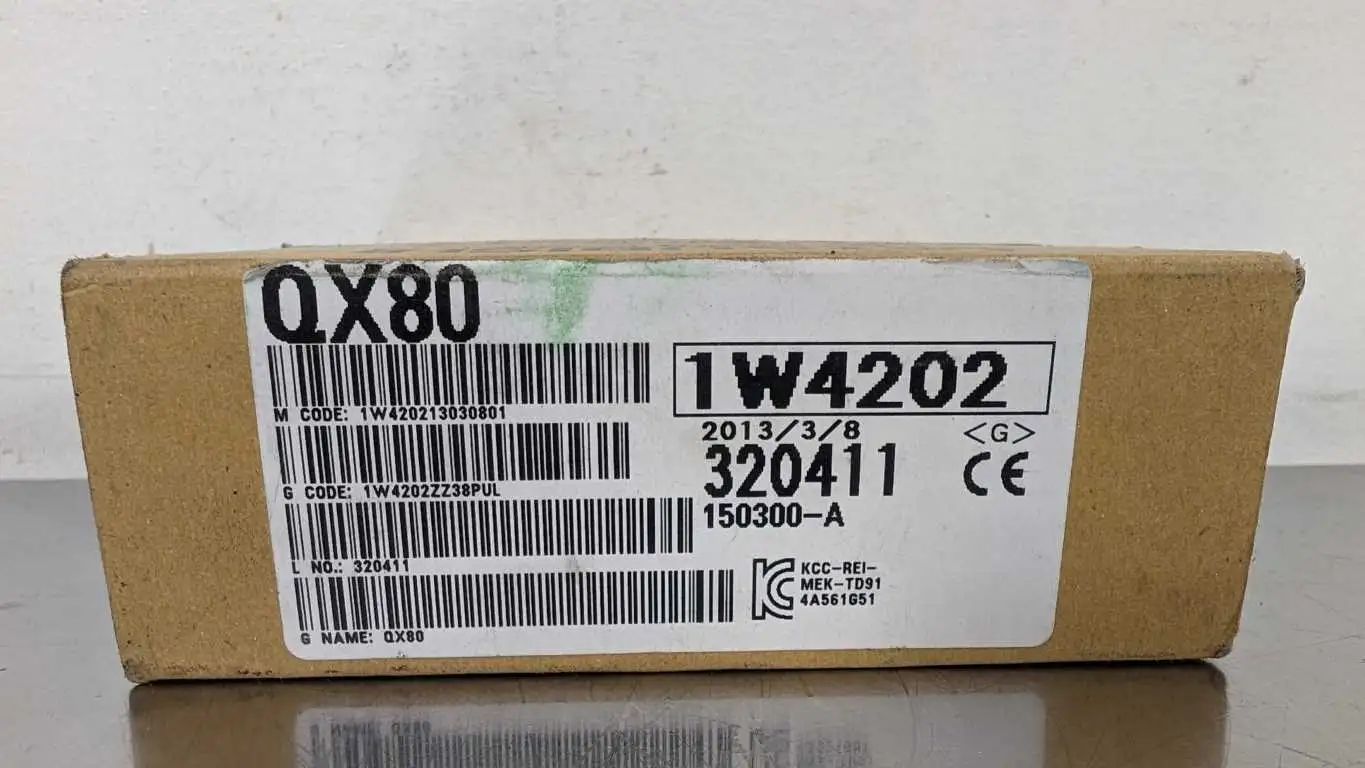 QX80
M CODE: 1W420213030801
G CODE: 1W4202ZZ38PUL
L NO.: 320411
G NAME: QX80
1W4202
2013/3/8 <G>
320411 CE
150300-A
KCC-REI-
MEK-TD91
4A561G51